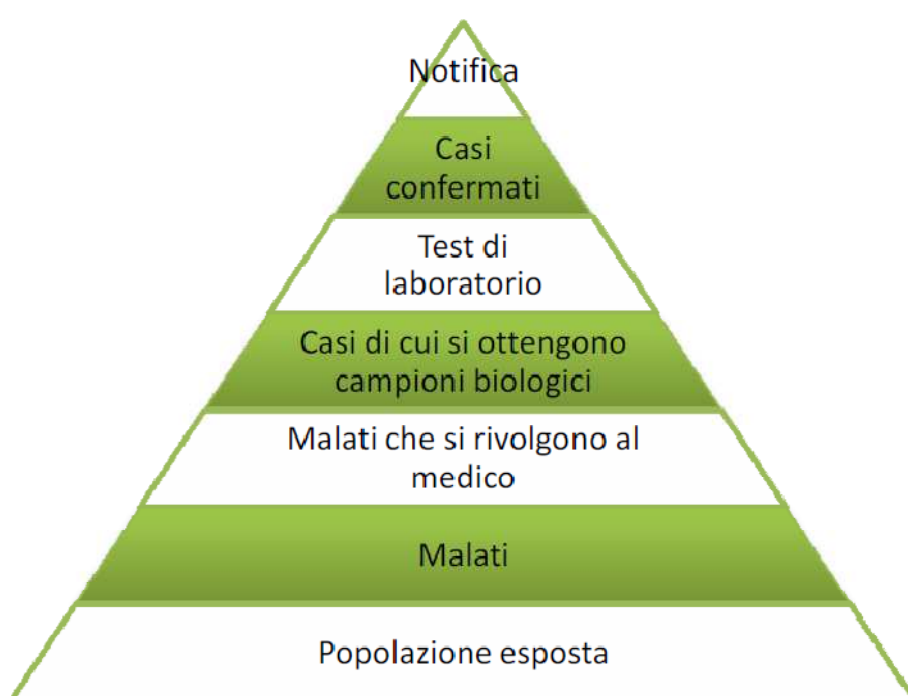 Notifica
Casi
confermati
Test di
laboratorio
Casi di cui si ottengono
campioni biologici
Malati che si rivolgono al
medico
Malati
Popolazione esposta